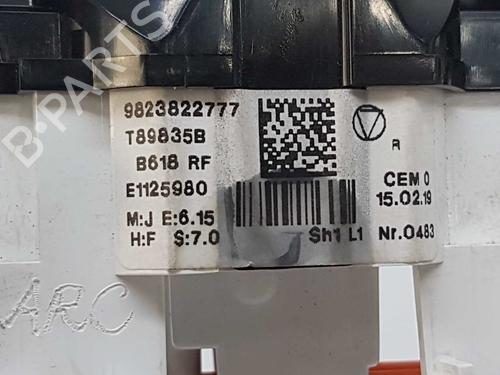 9823822777
T89835B
B618 RF
E1125980
M:J E:6.15
H:F S:7.0
R
CEM 0
15.02.19
Sh1 L1 Nr.0483
ARC
B-PARTS